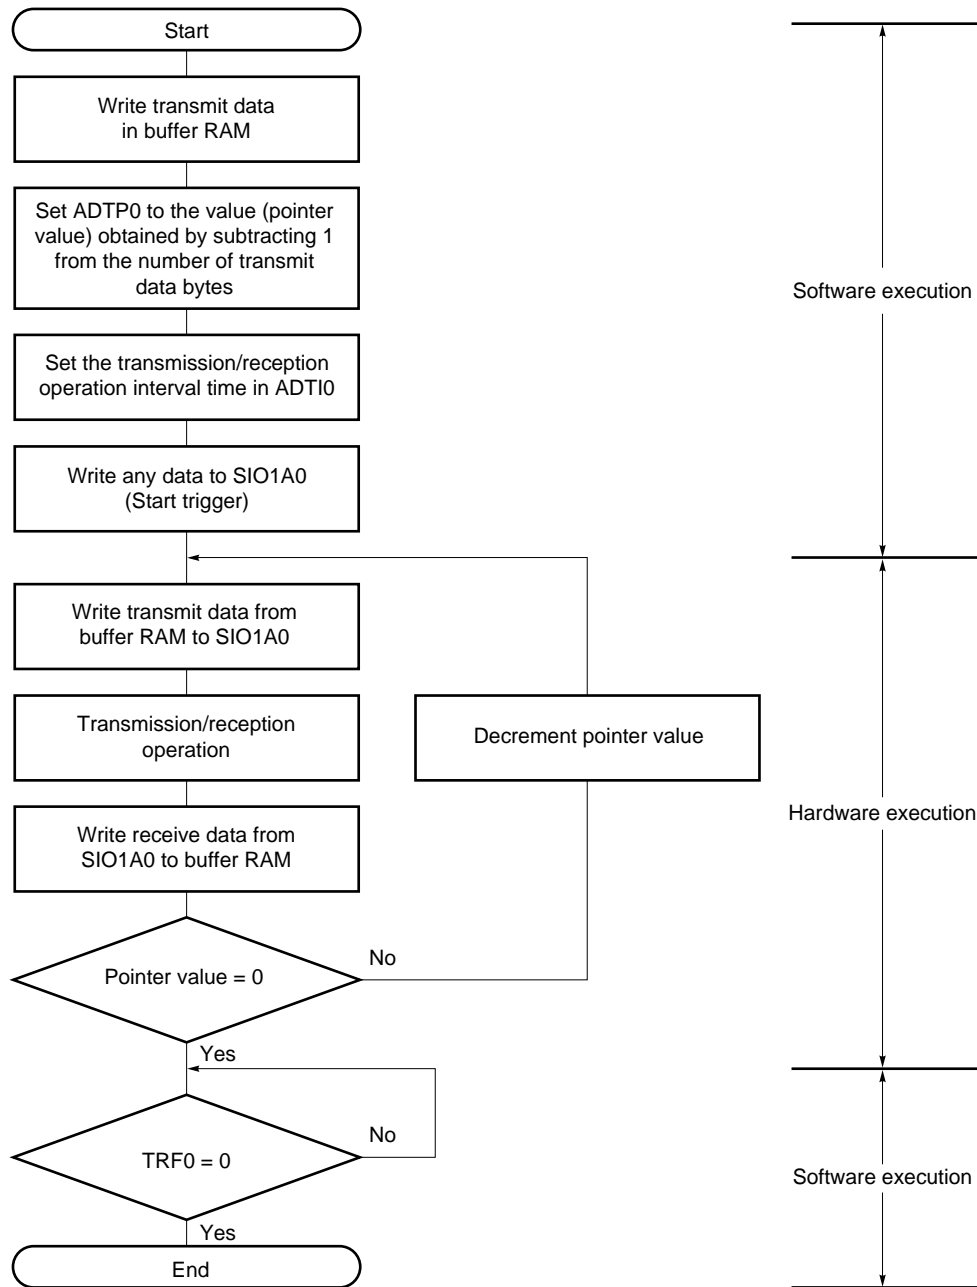 Start
Write transmit data
in buffer RAM
Set ADTP0 to the value (pointer
value) obtained by subtracting 1
from the number of transmit
data bytes
Software execution
Set the transmission/reception
operation interval time in ADTI0
Write any data to SIO1A0
(Start trigger)
Write transmit data from
buffer RAM to SIO1A0
Transmission/reception
operation
Decrement pointer value
Hardware execution
Write receive data from
SIO1A0 to buffer RAM
Pointer value = 0
No
Yes
TRF0 = 0
No
Software execution
Yes
End